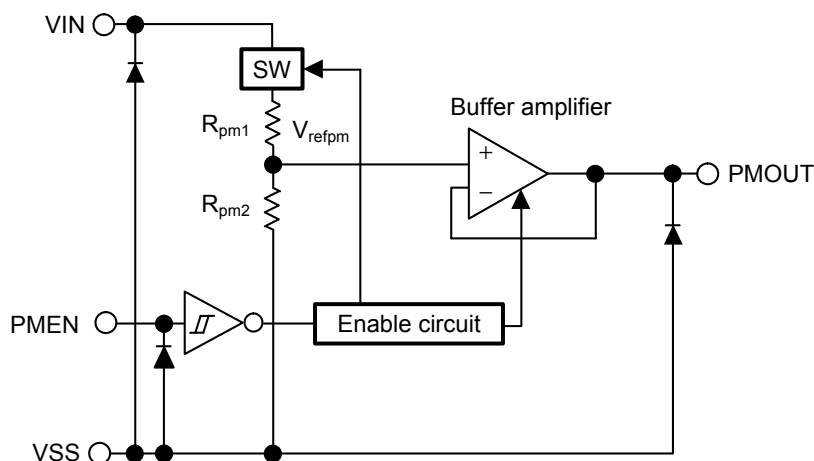 VIN
SW
Buffer amplifier
Rpm1
Vrefpm
+
−
PMOUT
Rpm2
PMEN
Enable circuit
VSS